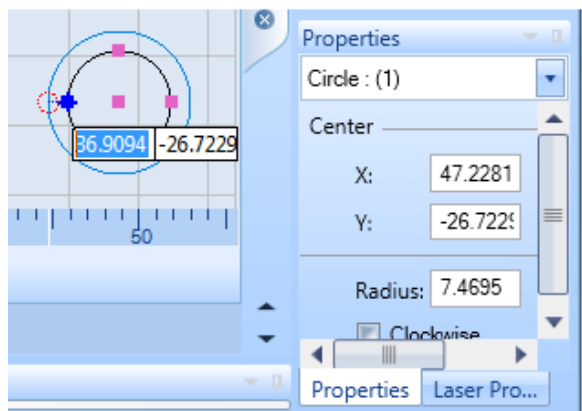 Properties
Circle : (1)
Center
X: 47.2281
Y: -26.7229
Radius: 7.4695
Clockwise
Properties Laser Pro...
36.9094 -26.7229
50